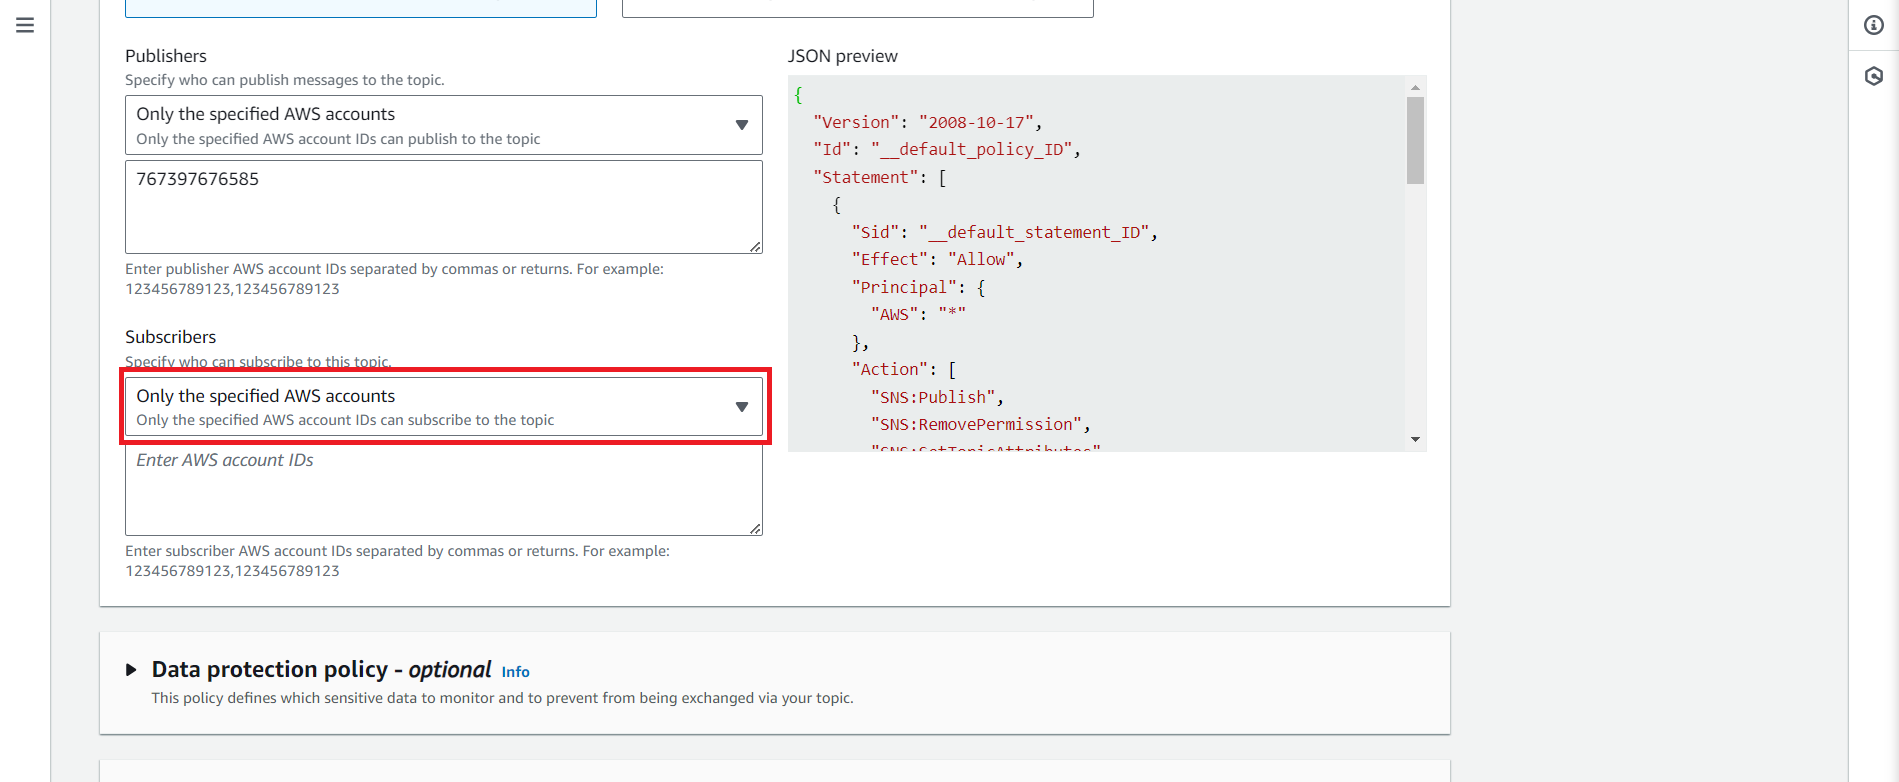 Publishers
Specify who can publish messages to the topic.
Only the specified AWS accounts
Only the specified AWS account IDs can publish to the topic
767397676585
Enter publisher AWS account IDs separated by commas or returns. For example:
123456789123,123456789123
Subscribers
Specify who can subscribe to this topic.
Only the specified AWS accounts
Only the specified AWS account IDs can subscribe to the topic
Enter AWS account IDs
Enter subscriber AWS account IDs separated by commas or returns. For example:
123456789123,123456789123
JSON preview
{
"Version": "2008-10-17",
"Id": "__default_policy_ID",
"Statement": [
{
"Sid": "__default_statement_ID",
"Effect": "Allow",
"Principal": {
"AWS": "*"
},
"Action": [
"SNS:Publish",
"SNS:RemovePermission",
"SNS:SetTopicAttributes"
Data protection policy - optional Info
This policy defines which sensitive data to monitor and to prevent from being exchanged via your topic.